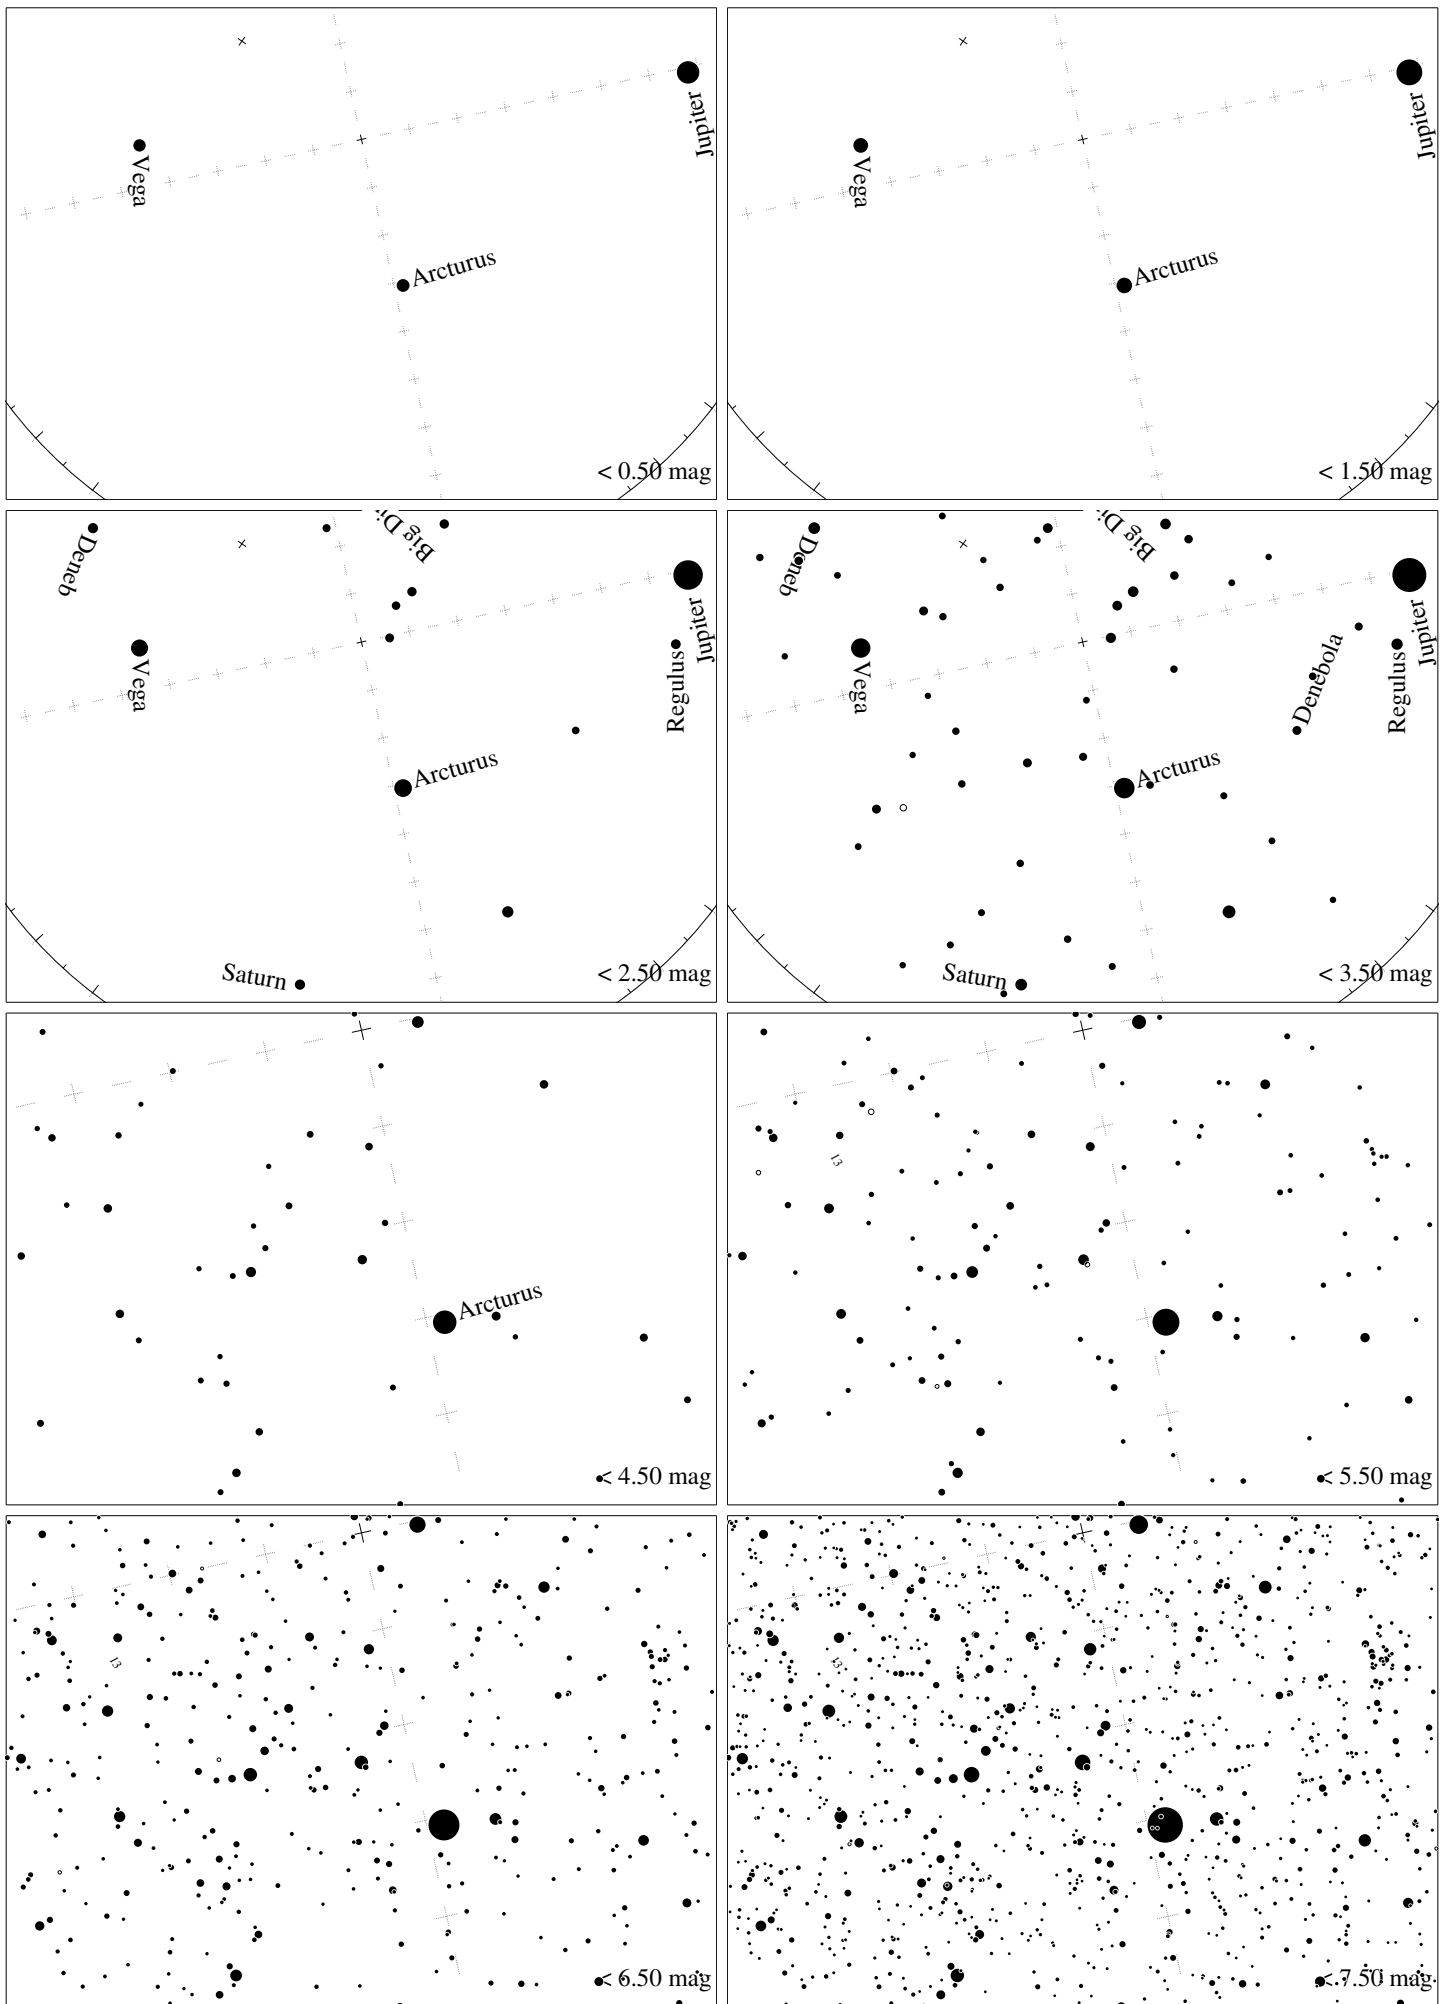 Jupiter
Vega
Arcturus
< 0.50 mag
Jupiter
Vega
Arcturus
< 1.50 mag
Big Di
Deneb
Jupiter
Vega
Regulus
Arcturus
Saturn
< 2.50 mag
Big Di
Deneb
Jupiter
Vega
Denebola
Regulus
Arcturus
Saturn
< 3.50 mag
Arcturus
< 4.50 mag
13
< 5.50 mag
13
< 6.50 mag
13
< 7.50 mag